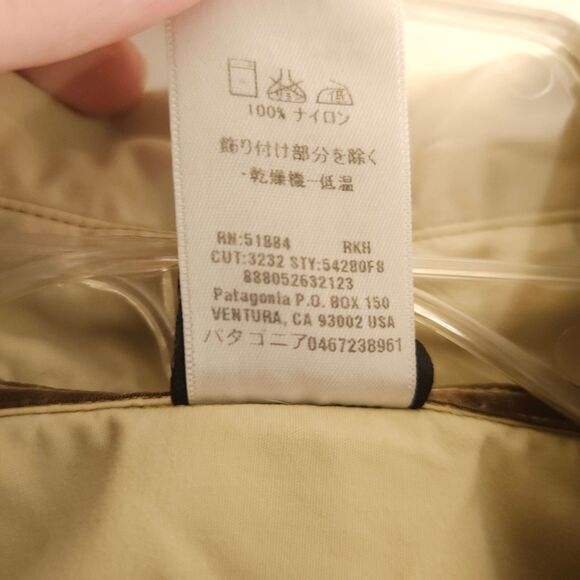 低
100% ナイロン
飾り付け部分を除く
・乾燥機一低温
RN:51884 RKH
CUT:3232 STY:54280F8
888052632123
Patagonia P.O. BOX 150
VENTURA, CA 93002 USA
パタゴニア0467238961